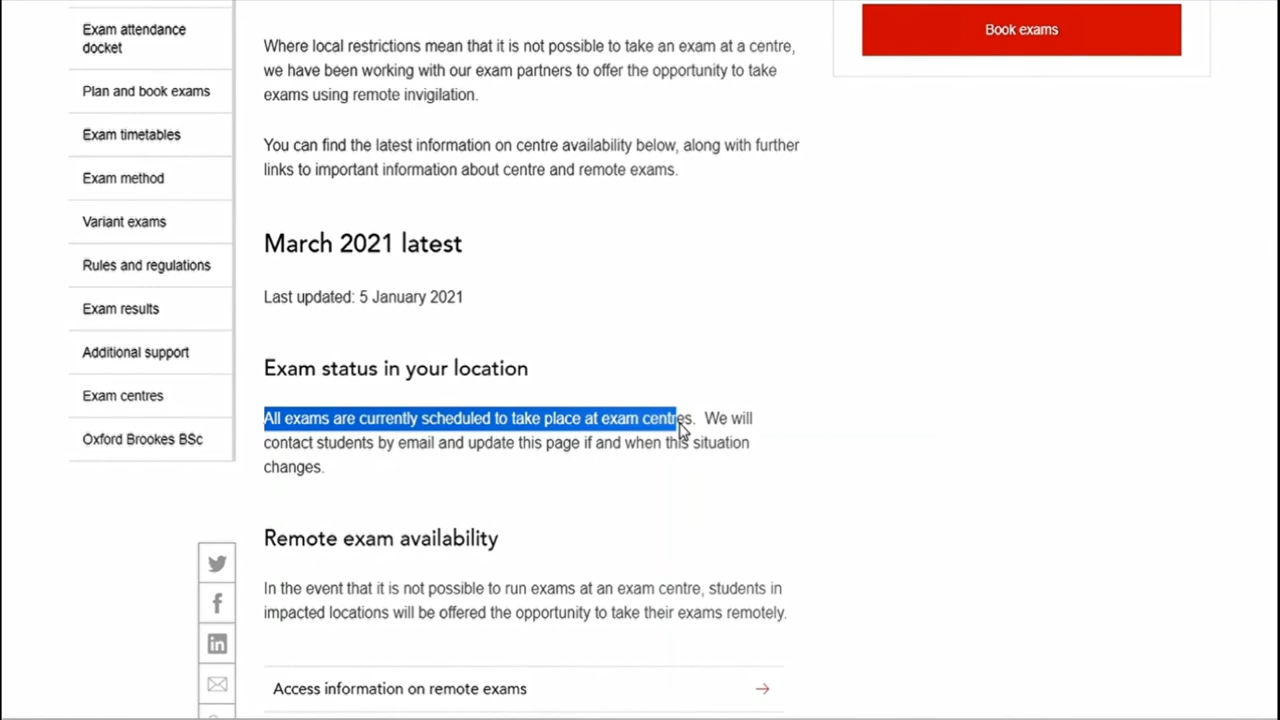 Exam attendance
docket
Plan and book exams
Exam timetables
Exam method
Variant exams
Rules and regulations
Exam results
Additional support
Exam centres
Oxford Brookes BSc
Where local restrictions mean that it is not possible to take an exam at a centre,
we have been working with our exam partners to offer the opportunity to take
exams using remote invigilation.
You can find the latest information on centre availability below, along with further
links to important information about centre and remote exams.
March 2021 latest
Last updated: 5 January 2021
Exam status in your location
All exams are currently scheduled to take place at exam centres. We will
contact students by email and update this page if and when this situation
changes.
Remote exam availability
In the event that it is not possible to run exams at an exam centre, students in
impacted locations will be offered the opportunity to take their exams remotely.
Access information on remote exams
Book exams